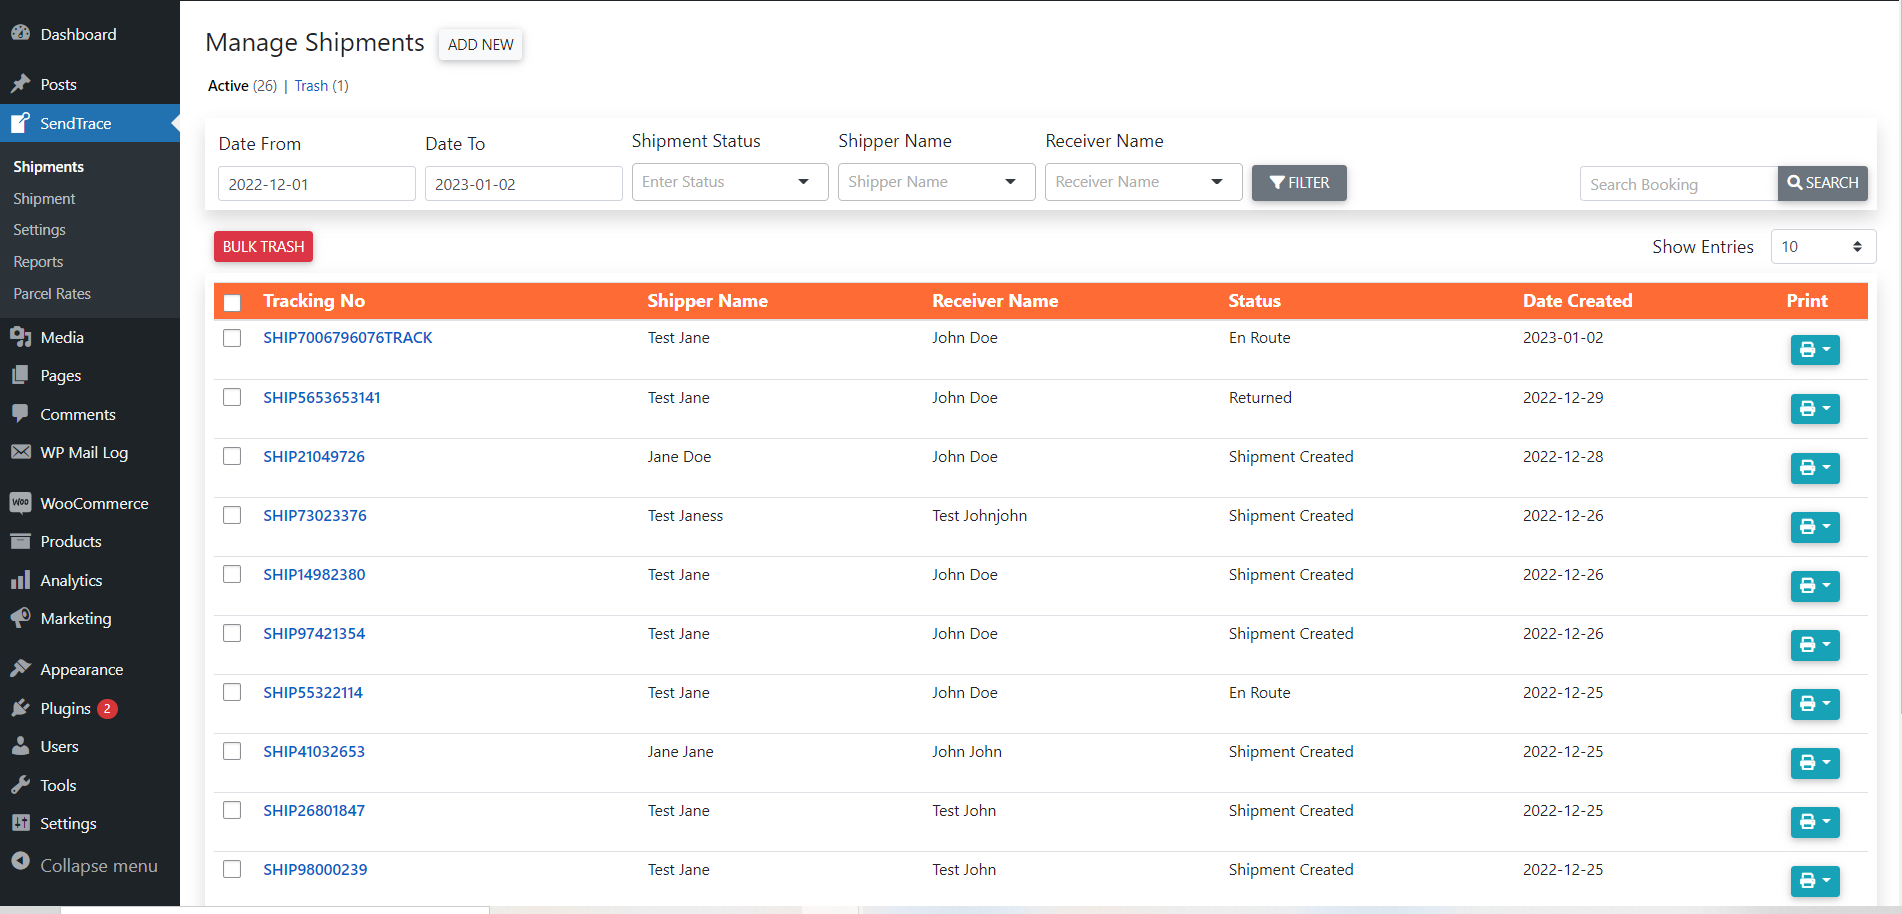 Dashboard
Posts
SendTrace
Shipments
Shipment
Settings
Reports
Parcel Rates
Media
Pages
Comments
WP Mail Log
WooCommerce
Products
Analytics
Marketing
Appearance
Plugins 2
Users
Tools
Settings
Collapse menu
Manage Shipments ADD NEW
Active (26) | Trash (1)
Date From Date To Shipment Status Shipper Name Receiver Name
2022-12-01 2023-01-02 Enter Status Shipper Name Receiver Name FILTER Search Booking SEARCH
BULK TRASH Show Entries 10
Tracking No Shipper Name Receiver Name Status Date Created Print
SHIP7006796076TRACK Test Jane John Doe En Route 2023-01-02
SHIP5653653141 Test Jane John Doe Returned 2022-12-29
SHIP21049726 Jane Doe John Doe Shipment Created 2022-12-28
SHIP73023376 Test Janess Test Johnjohn Shipment Created 2022-12-26
SHIP14982380 Test Jane John Doe Shipment Created 2022-12-26
SHIP97421354 Test Jane John Doe Shipment Created 2022-12-26
SHIP55322114 Test Jane John Doe En Route 2022-12-25
SHIP41032653 Jane Jane John John Shipment Created 2022-12-25
SHIP26801847 Test Jane Test John Shipment Created 2022-12-25
SHIP98000239 Test Jane Test John Shipment Created 2022-12-25